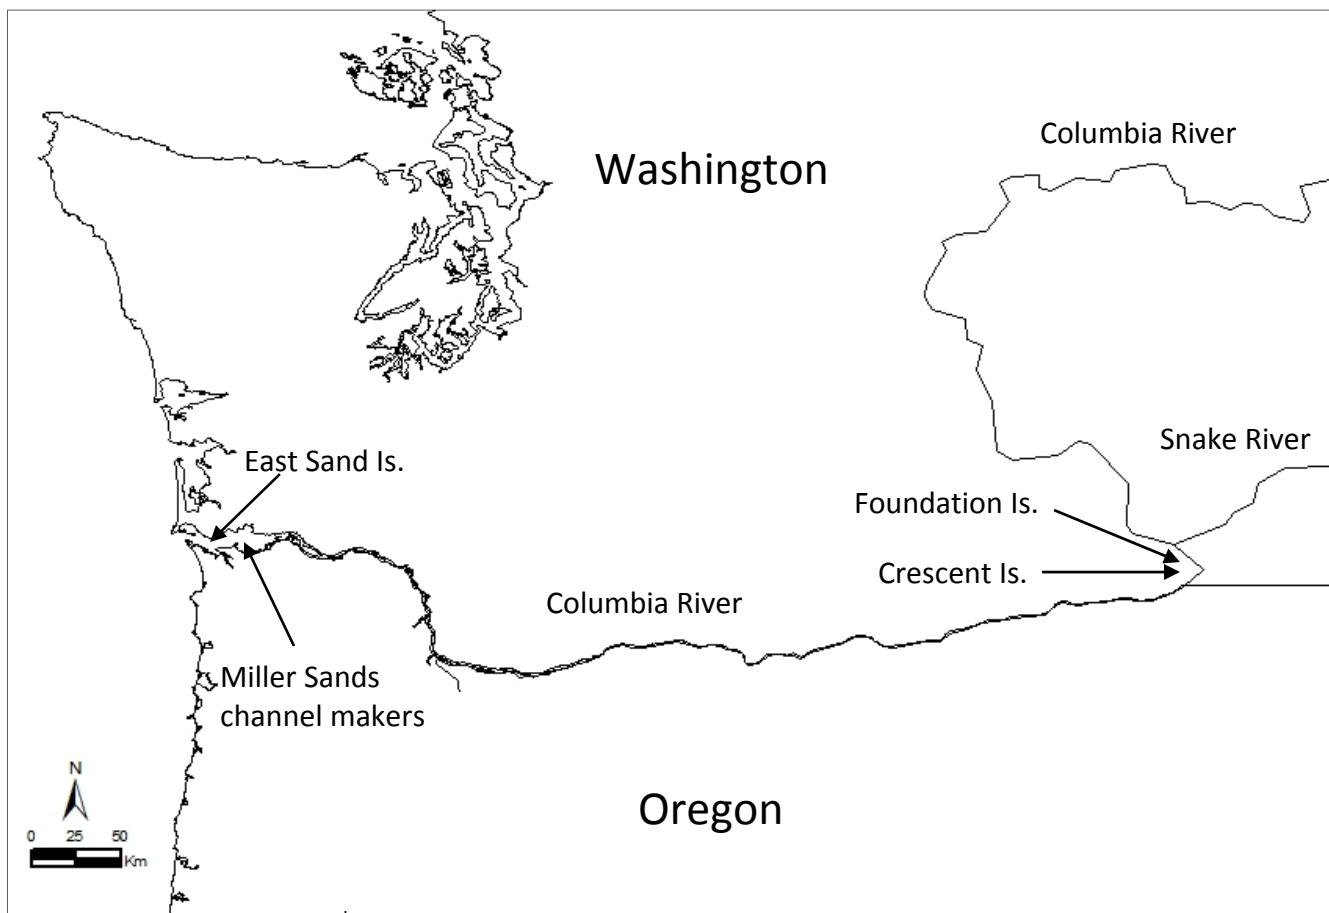 Columbia River
Washington
Snake River
East Sand Is.
Foundation Is.
Crescent Is.
Columbia River
Miller Sands
channel makers
N
Oregon
0 25 50
Km